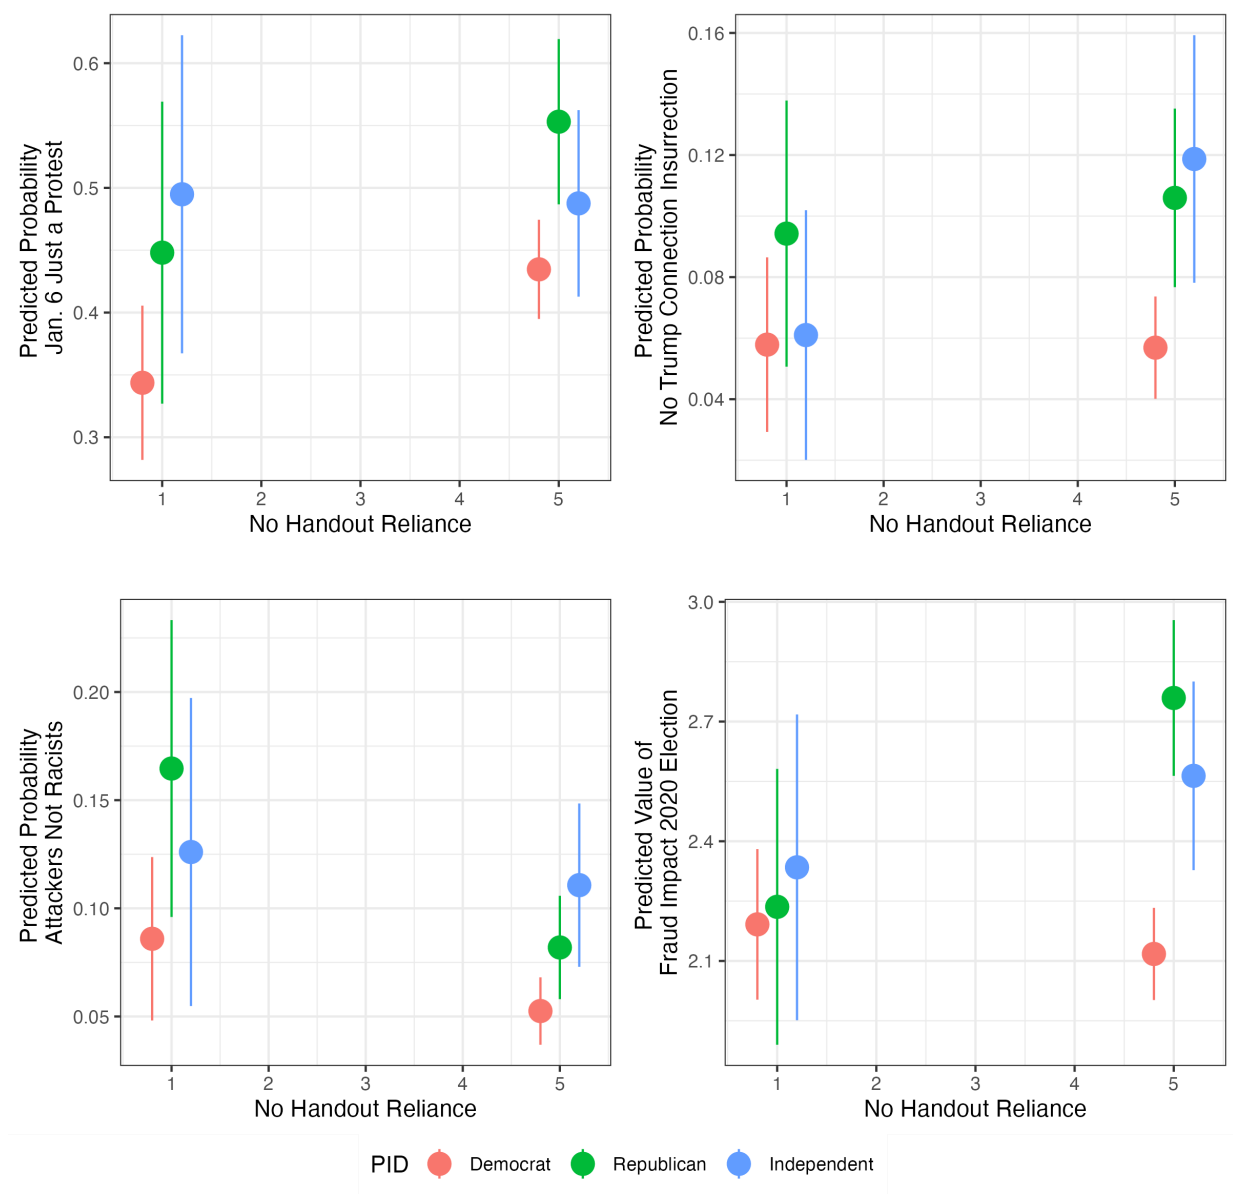 Predicted Probability
Jan. 6 Just a Protest
0.6
0.5
0.4
0.3
1 2 3 4 5
No Handout Reliance
Predicted Probability
No Trump Connection Insurrection
0.16
0.12
0.08
0.04
1 2 3 4 5
No Handout Reliance
Predicted Probability
Attackers Not Racists
0.20
0.15
0.10
0.05
1 2 3 4 5
No Handout Reliance
Predicted Value of
Fraud Impact 2020 Election
3.0
2.7
2.4
2.1
1 2 3 4 5
No Handout Reliance
PID Democrat Republican Independent